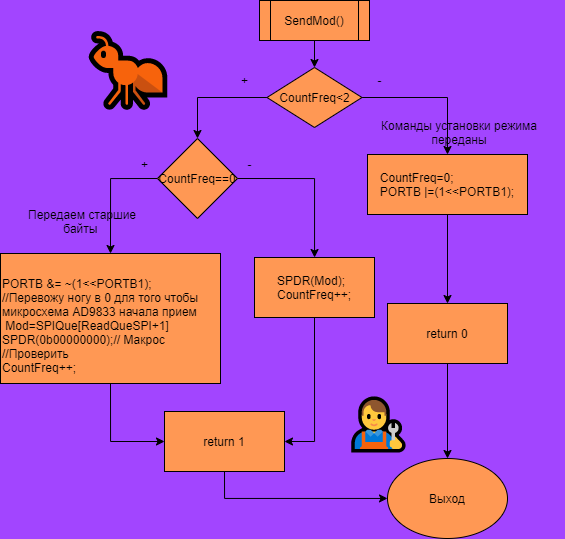 SendMod()
+
-
CountFreq<2
Команды установки режима
переданы
+
-
CountFreq==0
CountFreq=0;
PORTB |=(1<<PORTB1);
Передаем старшие
байты
PORTB &= ~(1<<PORTB1);
//Перевожу ногу в 0 для того чтобы
микросхема AD9833 начала прием
Mod=SPIQue[ReadQueSPI+1]
SPDR(0b00000000);// Макрос
//Проверить
CountFreq++;
SPDR(Mod);
CountFreq++;
return 0
return 1
Выход